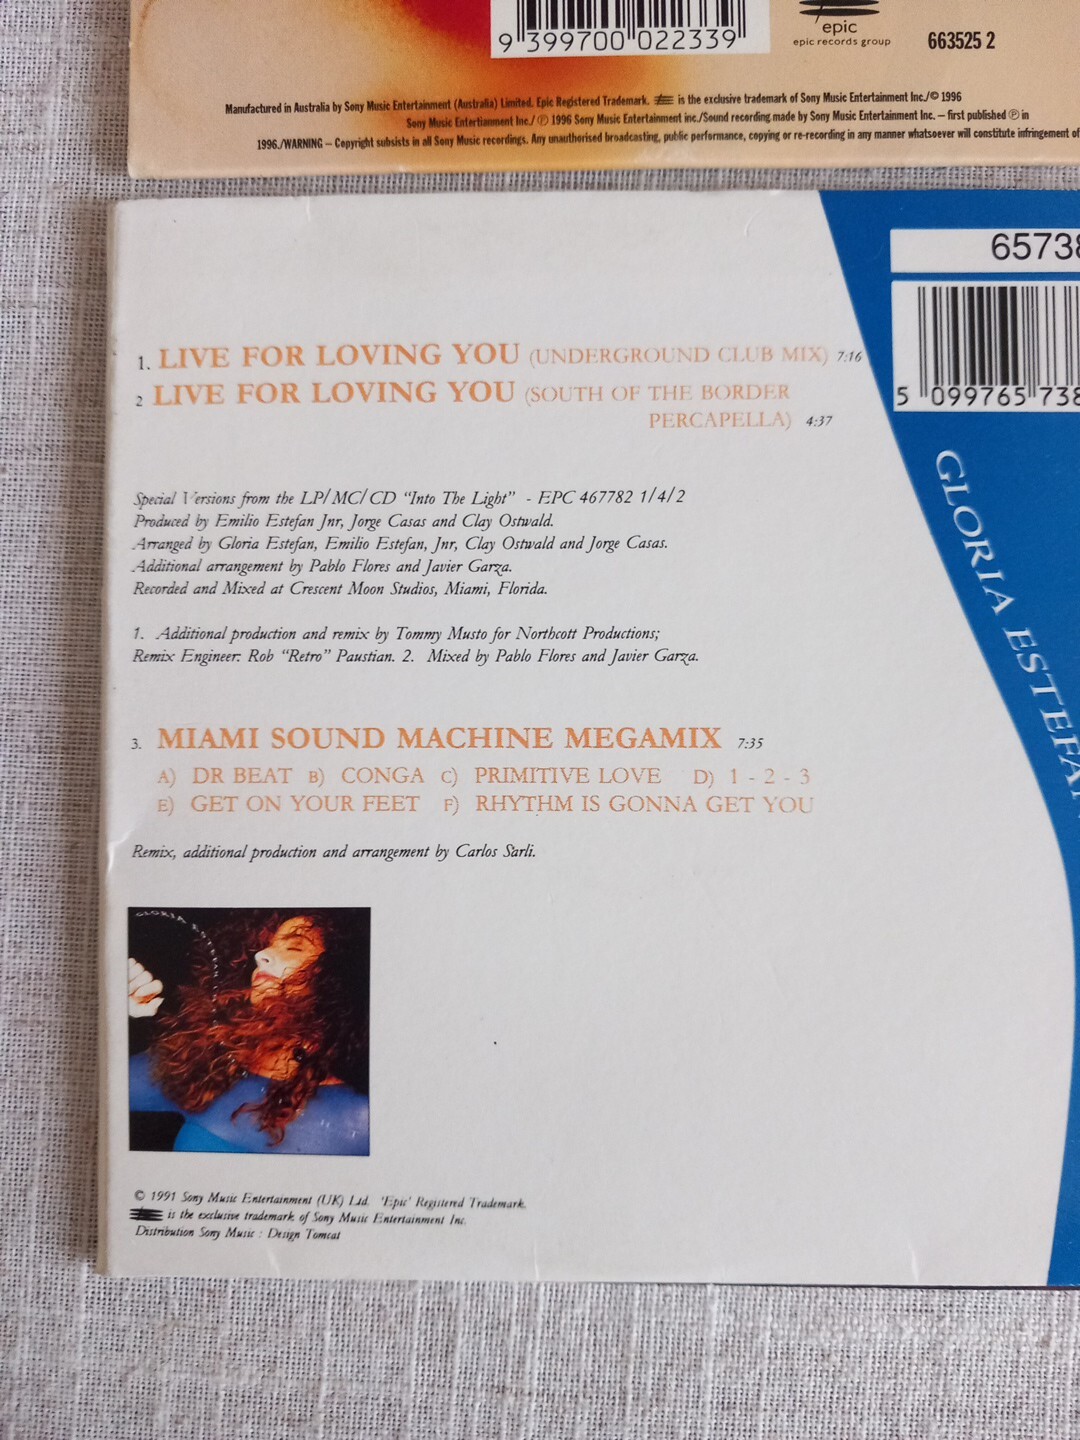 9 399700 022339
epic
epic records group
663525 2
Manufactured in Australia by Sony Music Entertainment (Australia) Limited. Epic Registered Trademark. is the exclusive trademark of Sony Music Entertainment Inc./© 1996
Sony Music Entertianment Inc./ ℗ 1996 Sony Music Entertainment inc./Sound recording made by Sony Music Entertainment Inc. – first published ℗ in
1996./WARNING – Copyright subsists in all Sony Music recordings. Any unauthorised broadcasting, public performance, copying or re-recording in any manner whatsoever will constitute infringement of
6573
5 099765 738
GLORIA ESTEFA
1. LIVE FOR LOVING YOU (UNDERGROUND CLUB MIX) 7:16
2 LIVE FOR LOVING YOU (SOUTH OF THE BORDER
PERCAPELLA) 4:37
Special Versions from the LP/MC/CD "Into The Light" - EPC 467782 1/4/2
Produced by Emilio Estefan Jnr, Jorge Casas and Clay Ostwald.
Arranged by Gloria Estefan, Emilio Estefan, Jnr, Clay Ostwald and Jorge Casas.
Additional arrangement by Pablo Flores and Javier Garza.
Recorded and Mixed at Crescent Moon Studios, Miami, Florida.
1. Additional production and remix by Tommy Musto for Northcott Productions;
Remix Engineer: Rob "Retro" Paustian. 2. Mixed by Pablo Flores and Javier Garza.
3. MIAMI SOUND MACHINE MEGAMIX 7:35
A) DR BEAT B) CONGA C) PRIMITIVE LOVE D) 1 - 2 - 3
E) GET ON YOUR FEET F) RHYTHM IS GONNA GET YOU
Remix, additional production and arrangement by Carlos Sarli.
GLORIA ESTEFAN
© 1991 Sony Music Entertainment (UK) Ltd. 'Epic' Registered Trademark.
is the exclusive trademark of Sony Music Entertainment Inc.
Distribution Sony Music : Design Tomcat